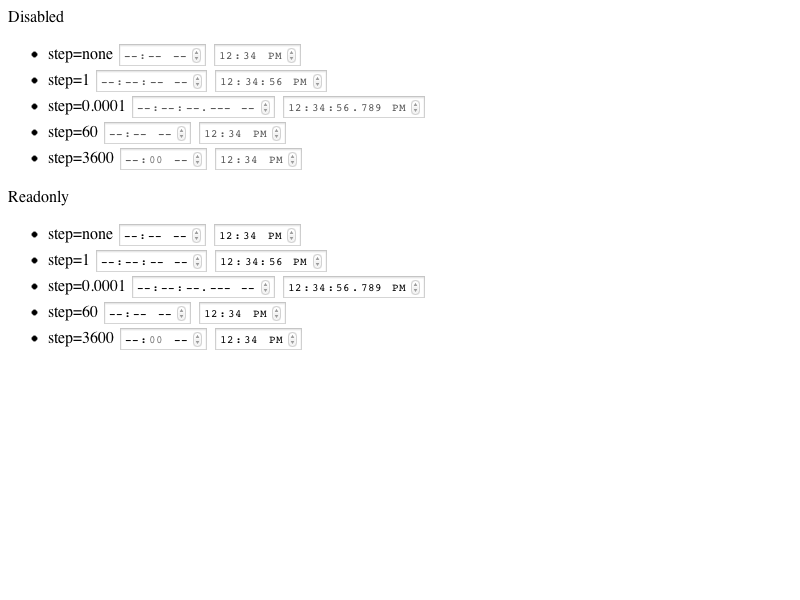 Disabled
step=none --:-- -- 12:34 PM
step=1 --:--:-- -- 12:34:56 PM
step=0.0001 --:--:--.--- -- 12:34:56.789 PM
step=60 --:-- -- 12:34 PM
step=3600 --:00 -- 12:34 PM
Readonly
step=none --:-- -- 12:34 PM
step=1 --:--:-- -- 12:34:56 PM
step=0.0001 --:--:--.--- -- 12:34:56.789 PM
step=60 --:-- -- 12:34 PM
step=3600 --:00 -- 12:34 PM